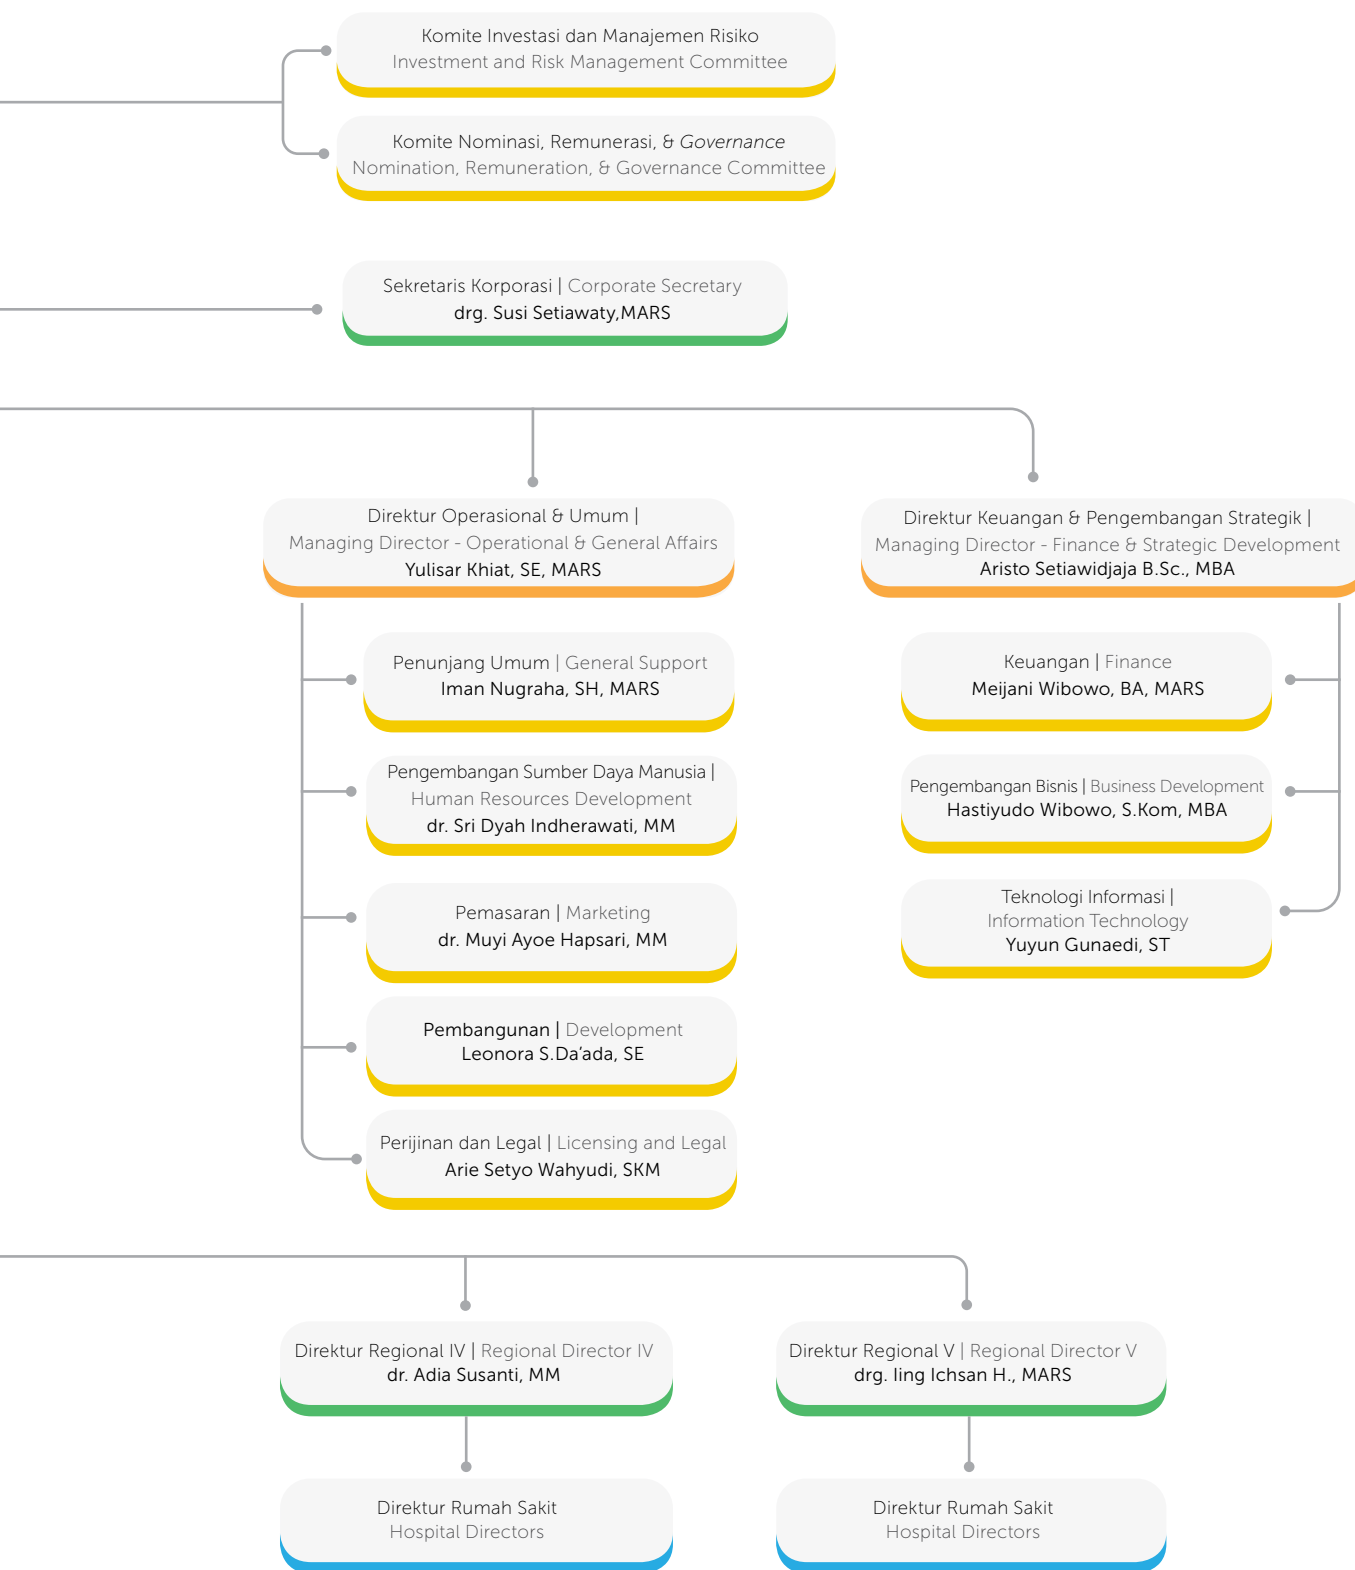 Komite Investasi dan Manajemen Risiko
Investment and Risk Management Committee
Komite Nominasi, Remunerasi, & Governance
Nomination, Remuneration, & Governance Committee
Sekretaris Korporasi | Corporate Secretary
drg. Susi Setiawaty,MARS
Direktur Operasional & Umum |
Managing Director - Operational & General Affairs
Yulisar Khiat, SE, MARS
Direktur Keuangan & Pengembangan Strategik |
Managing Director - Finance & Strategic Development
Aristo Setiawidjaja B.Sc., MBA
Penunjang Umum | General Support
Iman Nugraha, SH, MARS
Keuangan | Finance
Meijani Wibowo, BA, MARS
Pengembangan Sumber Daya Manusia |
Human Resources Development
dr. Sri Dyah Indherawati, MM
Pengembangan Bisnis | Business Development
Hastiyudo Wibowo, S.Kom, MBA
Pemasaran | Marketing
dr. Muyi Ayoe Hapsari, MM
Teknologi Informasi |
Information Technology
Yuyun Gunaedi, ST
Pembangunan | Development
Leonora S.Da'ada, SE
Perijinan dan Legal | Licensing and Legal
Arie Setyo Wahyudi, SKM
Direktur Regional IV | Regional Director IV
dr. Adia Susanti, MM
Direktur Regional V | Regional Director V
drg. Iing Ichsan H., MARS
Direktur Rumah Sakit
Hospital Directors
Direktur Rumah Sakit
Hospital Directors